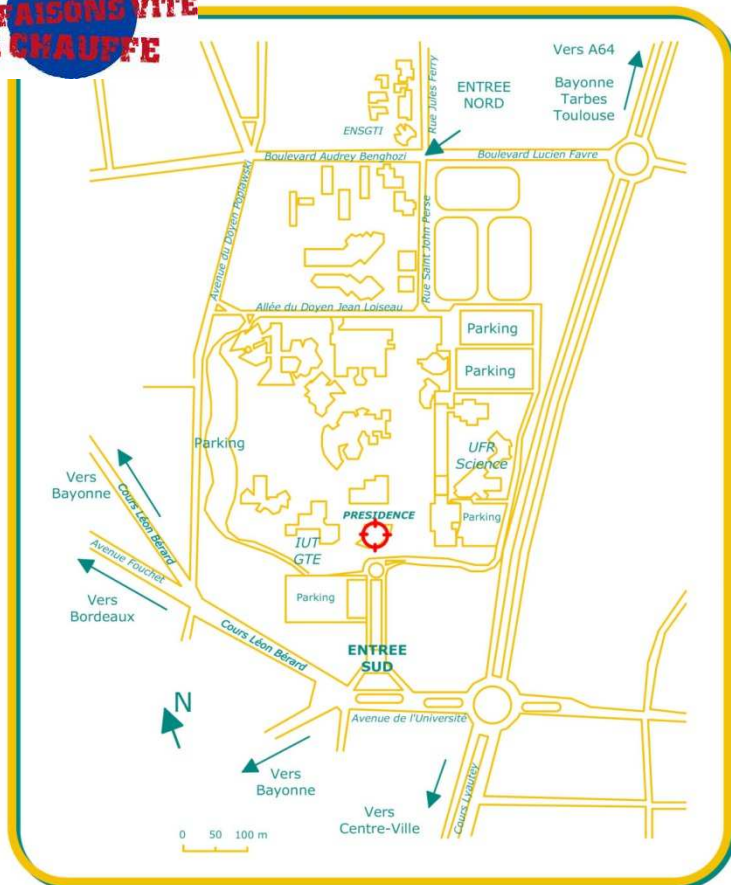 FAISONS VITE
CHAUFFE
Vers A64
Bayonne
Tarbes
Toulouse
ENTREE
NORD
Rue Jules Ferry
ENSGTI
Boulevard Audrey Benghozi
Boulevard Lucien Favre
Avenue du Doyen Poplawski
Rue Saint John Perse
Allée du Doyen Jean Loiseau
Parking
Parking
Parking
UFR
Science
Vers
Bayonne
Cours Léon Bérard
PRESIDENCE
Parking
IUT
GTE
Avenue Fouchet
Vers
Bordeaux
Parking
Cours Léon Bérard
ENTREE
SUD
N
Avenue de l'Université
Vers
Bayonne
Vers
Centre-Ville
Cours Lyautey
0 50 100 m